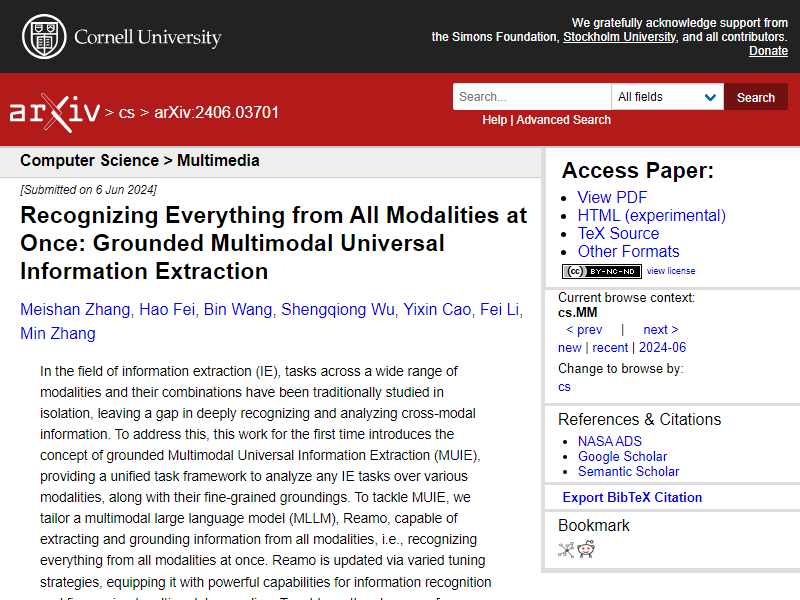 Cornell University
We gratefully acknowledge support from
the Simons Foundation, Stockholm University, and all contributors.
Donate
arXiv > cs > arXiv:2406.03701
Search...
All fields
Search
Help | Advanced Search
Computer Science > Multimedia
[Submitted on 6 Jun 2024]
Recognizing Everything from All Modalities at
Once: Grounded Multimodal Universal
Information Extraction
Meishan Zhang, Hao Fei, Bin Wang, Shengqiong Wu, Yixin Cao, Fei Li,
Min Zhang
In the field of information extraction (IE), tasks across a wide range of
modalities and their combinations have been traditionally studied in
isolation, leaving a gap in deeply recognizing and analyzing cross-modal
information. To address this, this work for the first time introduces the
concept of grounded Multimodal Universal Information Extraction (MUIE),
providing a unified task framework to analyze any IE tasks over various
modalities, along with their fine-grained groundings. To tackle MUIE, we
tailor a multimodal large language model (MLLM), Reamo, capable of
extracting and grounding information from all modalities, i.e., recognizing
everything from all modalities at once. Reamo is updated via varied tuning
strategies, equipping it with powerful capabilities for information recognition
Access Paper:
View PDF
HTML (experimental)
TeX Source
Other Formats
(cc) BY-NC-ND view license
Current browse context:
cs.MM
< prev | next >
new | recent | 2024-06
Change to browse by:
cs
References & Citations
NASA ADS
Google Scholar
Semantic Scholar
Export BibTeX Citation
Bookmark